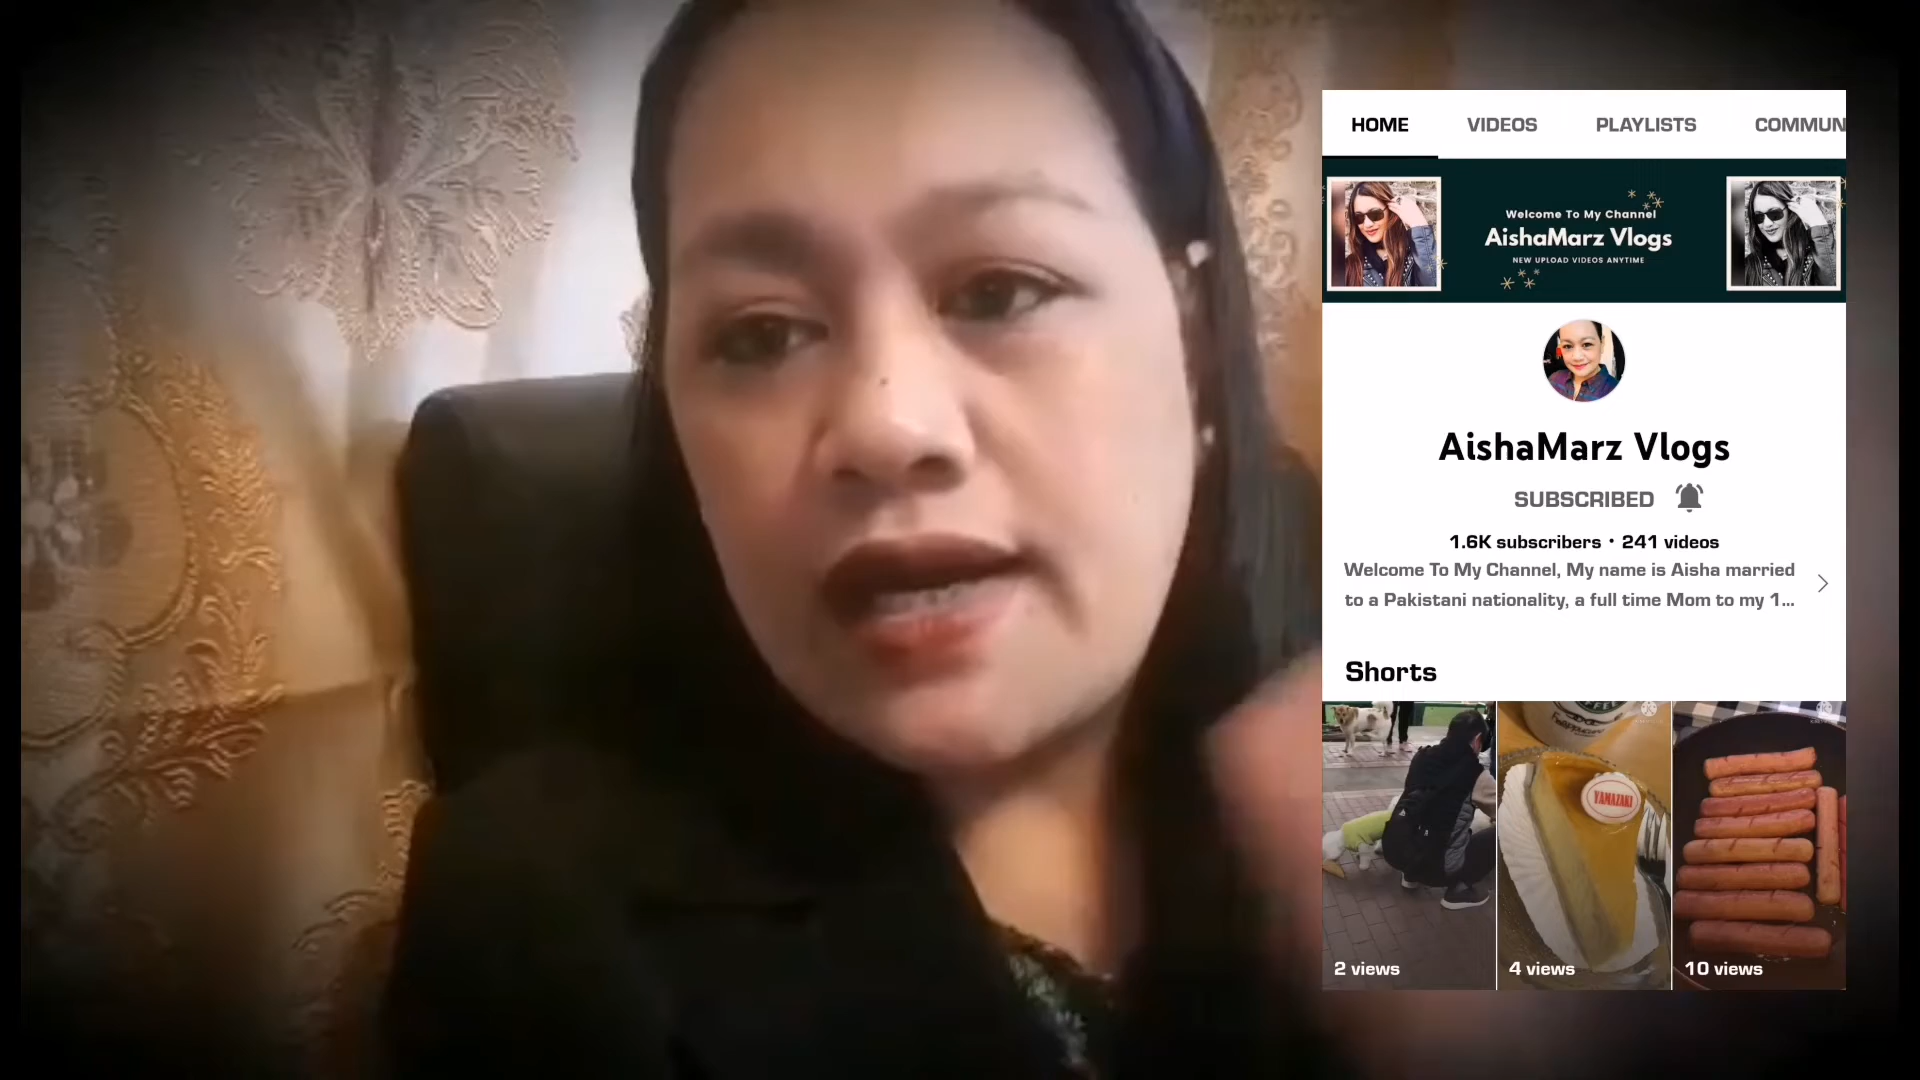 HOME VIDEOS PLAYLISTS COMMUN
Welcome To My Channel
AishaMarz Vlogs
NEW UPLOAD VIDEOS ANYTIME
AishaMarz Vlogs
SUBSCRIBED
1.6K subscribers • 241 videos
Welcome To My Channel, My name is Aisha married
to a Pakistani nationality, a full time Mom to my 1...
Shorts
YAMAZAKI
2 views 4 views 10 views